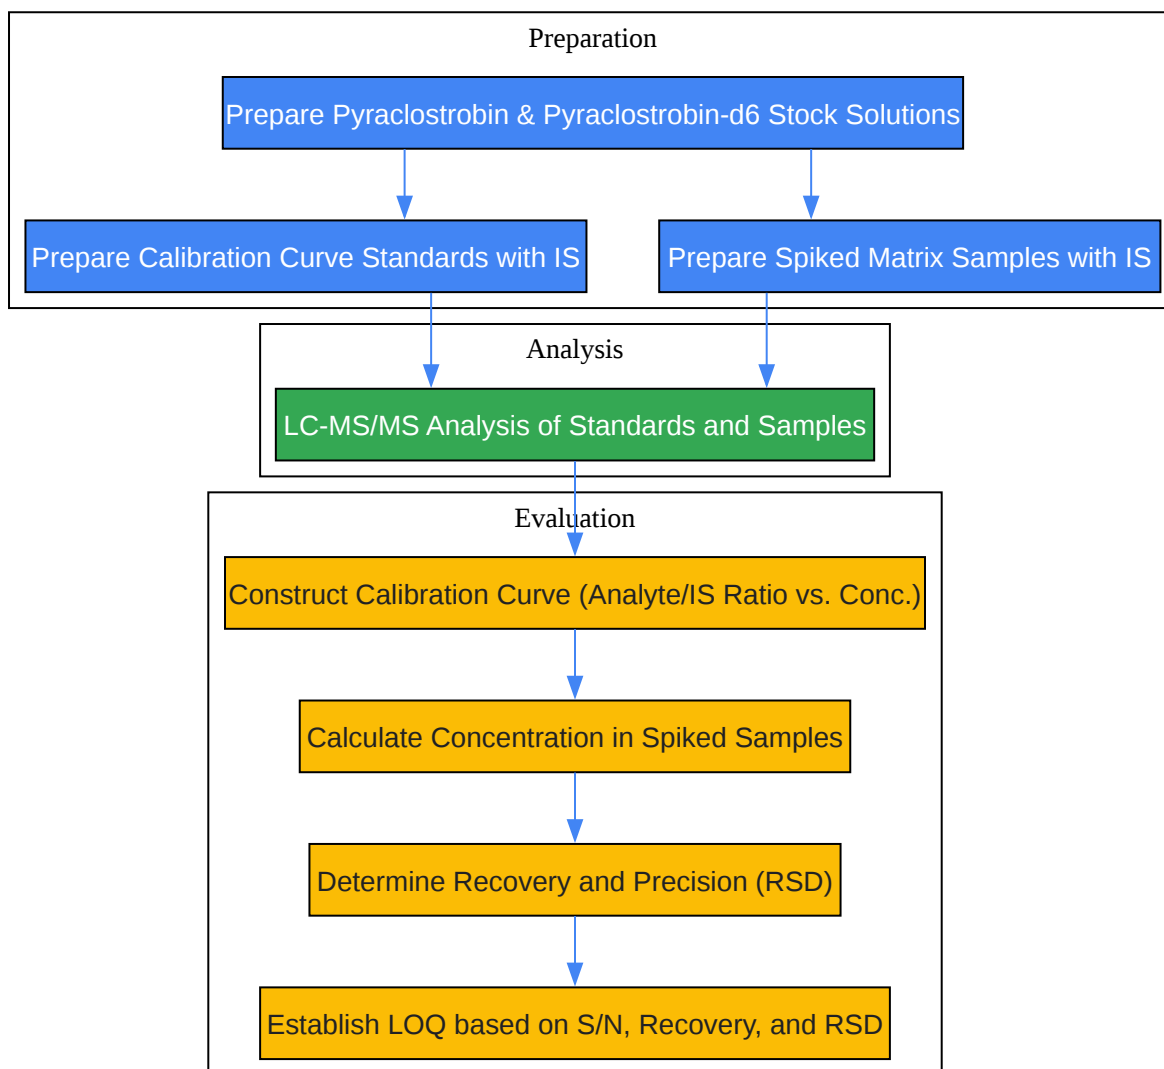 Preparation
Prepare Pyraclostrobin & Pyraclostrobin-d6 Stock Solutions
Prepare Calibration Curve Standards with IS
Prepare Spiked Matrix Samples with IS
Analysis
LC-MS/MS Analysis of Standards and Samples
Evaluation
Construct Calibration Curve (Analyte/IS Ratio vs. Conc.)
Calculate Concentration in Spiked Samples
Determine Recovery and Precision (RSD)
Establish LOQ based on S/N, Recovery, and RSD